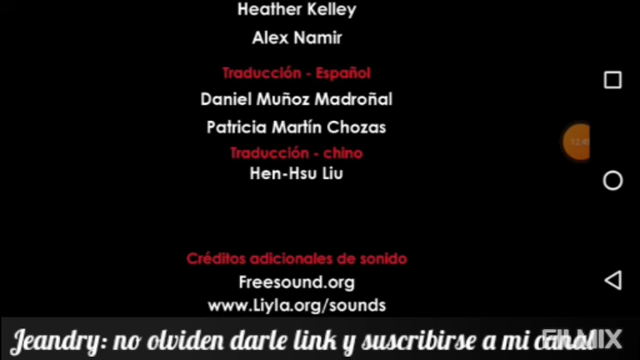 Heather Kelley
Alex Namir
Traducción - Español
Daniel Muñoz Madroñal
Patricia Martín Chozas
Traducción - chino
Hen-Hsu Liu
Créditos adicionales de sonido
Freesound.org
www.Liyla.org/sounds
Jeandry: no olviden darle link y suscribirse a mi canal
FILMIX